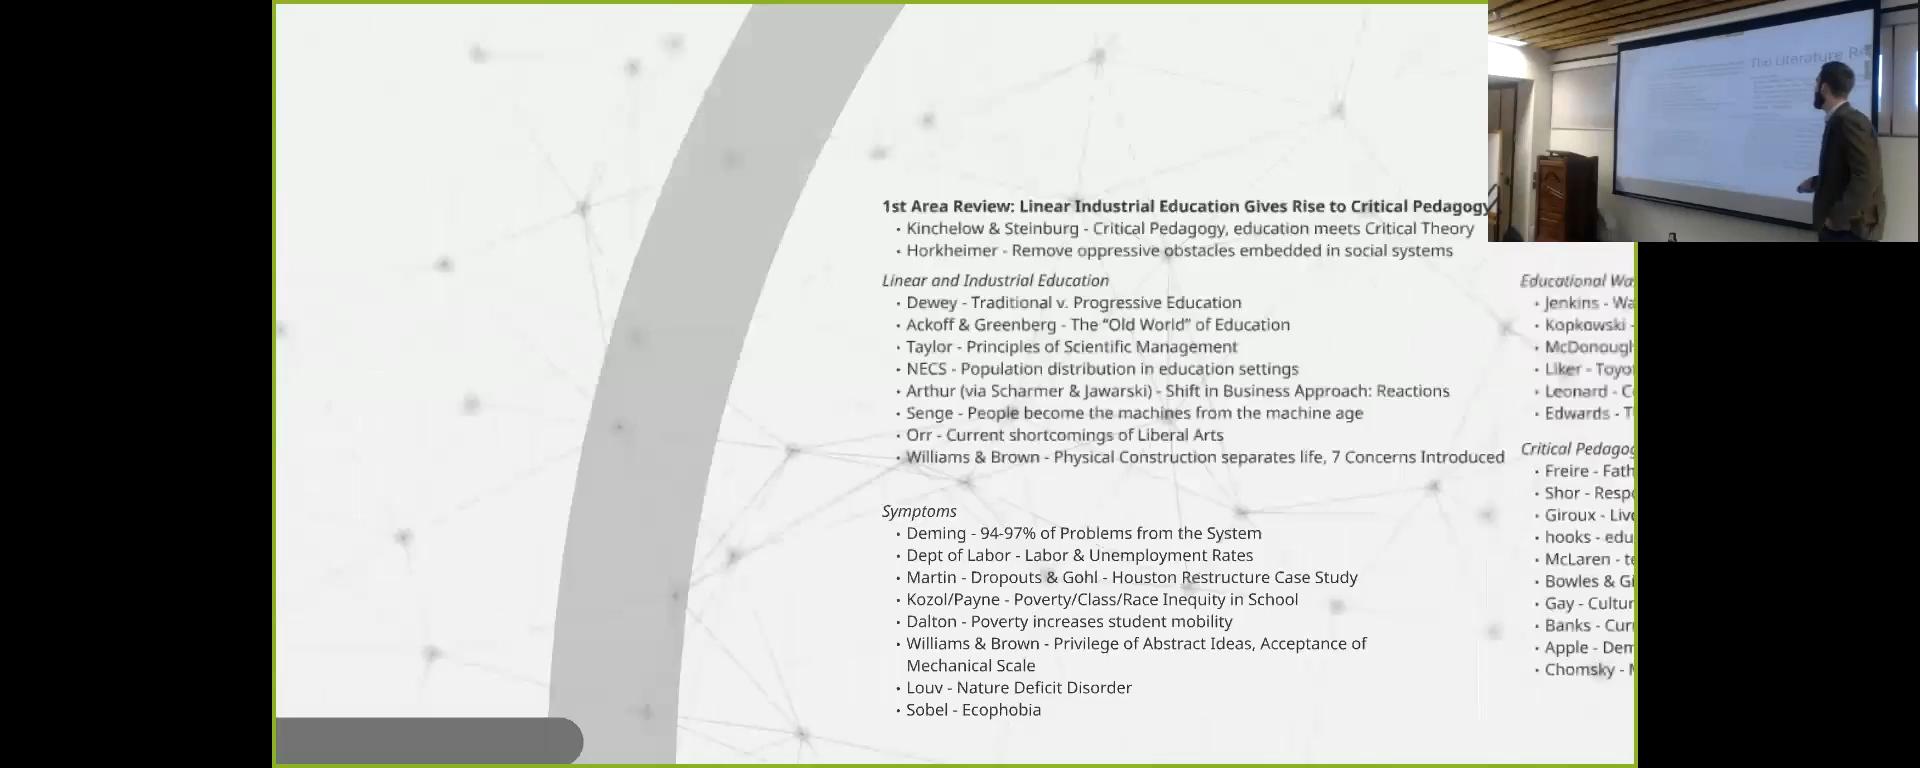 The Literature
1st Area Review: Linear Industrial Education Gives Rise to Critical Pedagogy
• Kinchelow & Steinburg - Critical Pedagogy, education meets Critical Theory
• Horkheimer - Remove oppressive obstacles embedded in social systems
Linear and Industrial Education
• Dewey - Traditional v. Progressive Education
• Ackoff & Greenberg - The “Old World” of Education
• Taylor - Principles of Scientific Management
• NECS - Population distribution in education settings
• Arthur (via Scharmer & Jawarski) - Shift in Business Approach: Reactions
• Senge - People become the machines from the machine age
• Orr - Current shortcomings of Liberal Arts
• Williams & Brown - Physical Construction separates life, 7 Concerns Introduced
Symptoms
• Deming - 94-97% of Problems from the System
• Dept of Labor - Labor & Unemployment Rates
• Martin - Dropouts & Gohl - Houston Restructure Case Study
• Kozol/Payne - Poverty/Class/Race Inequity in School
• Dalton - Poverty increases student mobility
• Williams & Brown - Privilege of Abstract Ideas, Acceptance of
Mechanical Scale
• Louv - Nature Deficit Disorder
• Sobel - Ecophobia
Educational
• Jenkins -
• Kopkowski -
• Liker -
• Leonard -
• Edwards -
Critical
• Freire -
• Shor -
• Giroux -
• hooks -
• McLaren -
• Bowles &
• Gay -
• Banks -
• Apple -
• Chomsky -